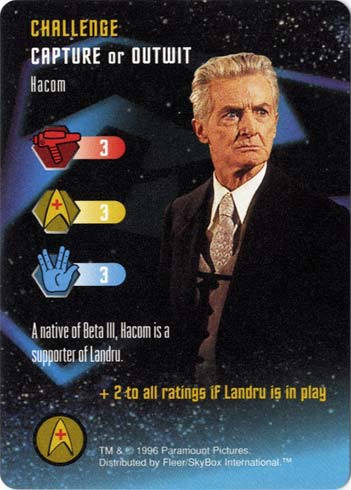 CHALLENGE
CAPTURE or OUTWIT
Hacom
3
3
3
A native of Beta III, Hacom is a
supporter of Landru.
+ 2 to all ratings if Landru is in play
TM & © 1996 Paramount Pictures.
Distributed by Fleer/SkyBox International.™